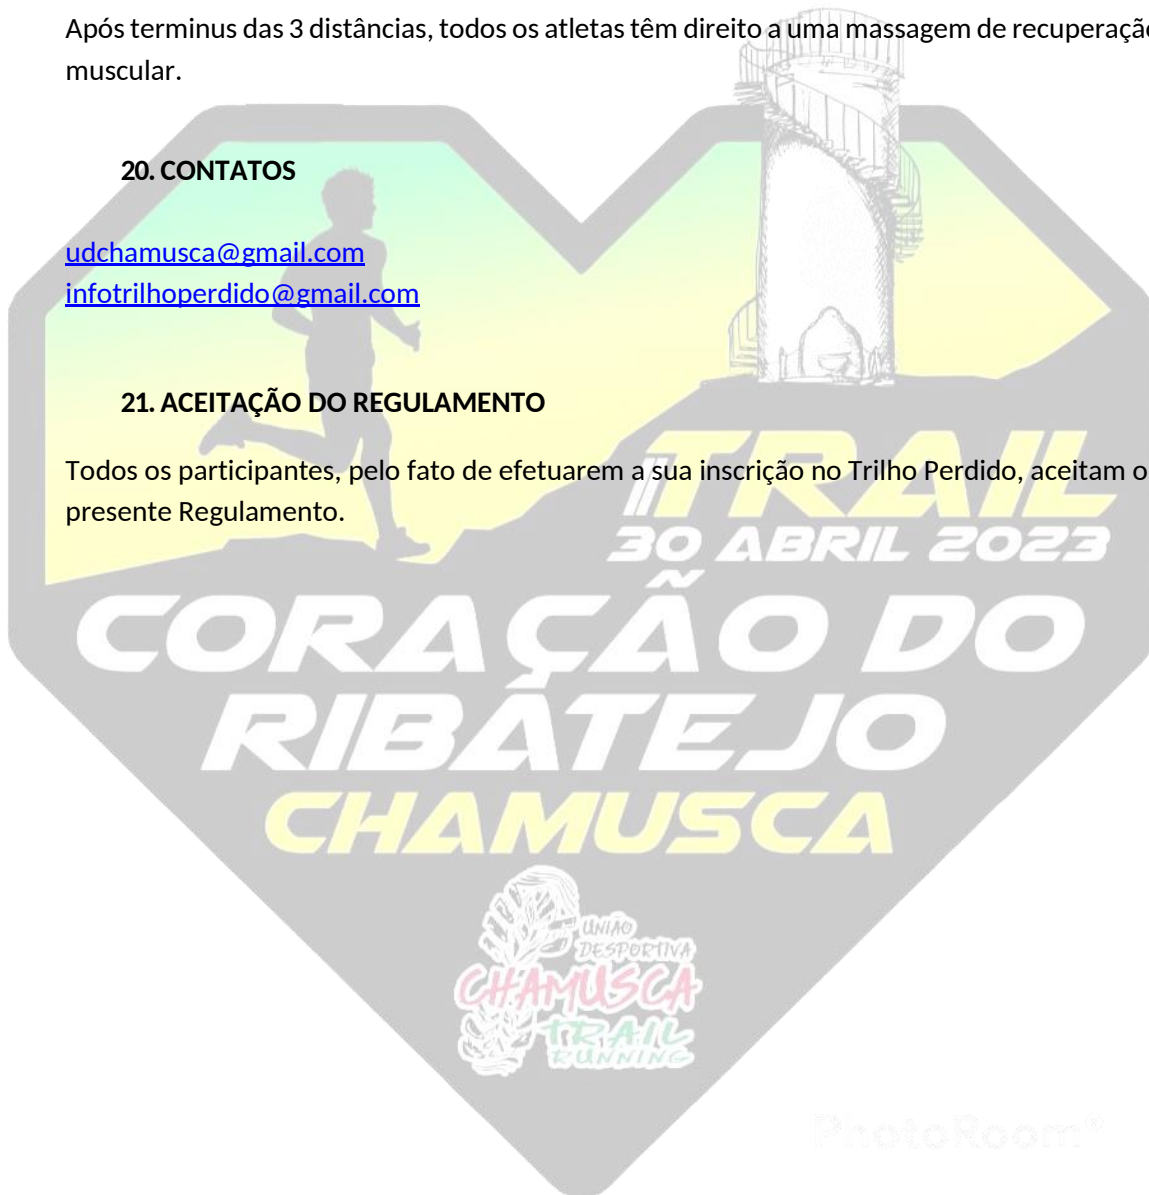 Após terminus das 3 distâncias, todos os atletas têm direito a uma massagem de recuperação
muscular.
20. CONTATOS
udchamusca@gmail.com
infotrilhoperdido@gmail.com
21. ACEITAÇÃO DO REGULAMENTO
Todos os participantes, pelo fato de efetuarem a sua inscrição no Trilho Perdido, aceitam o
presente Regulamento.
II TRAIL
30 ABRIL 2023
CORAÇÃO DO
RIBATEJO
CHAMUSCA
UNIÃO
DESPORTIVA
CHAMUSCA
TRAIL
RUNNING
PhotoRoom®